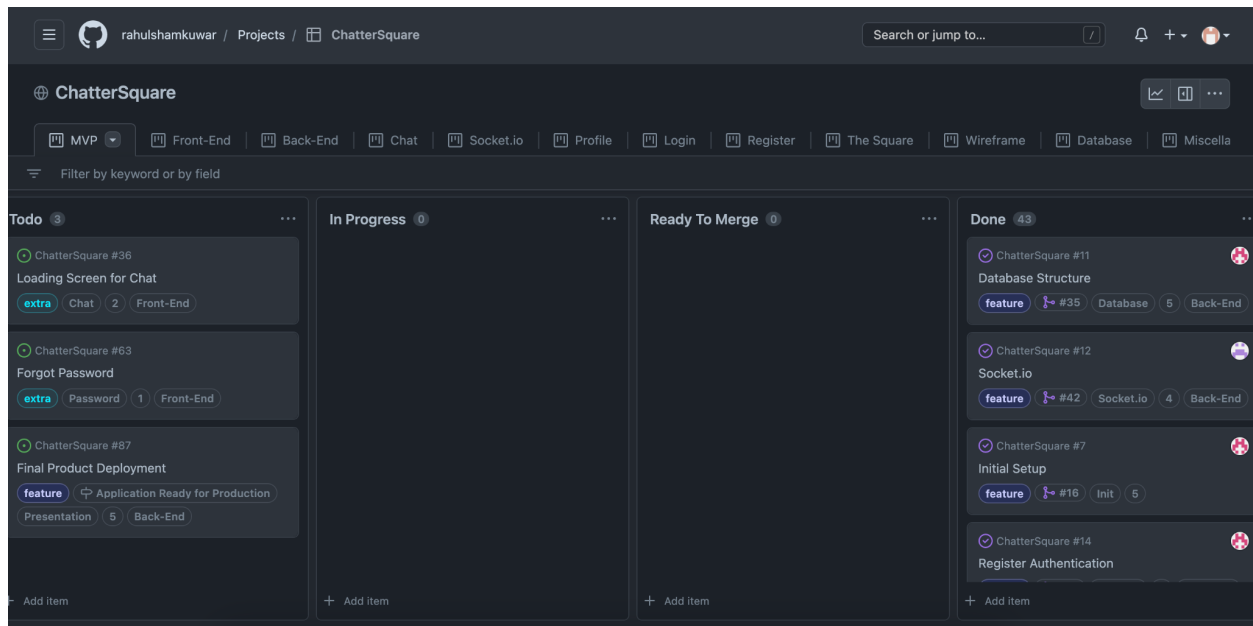 rahulshamkuwar / Projects / ChatterSquare
Search or jump to... /
ChatterSquare
MVP Front-End Back-End Chat Socket.io Profile Login Register The Square Wireframe Database Miscella
Filter by keyword or by field
Todo 3
ChatterSquare #36
Loading Screen for Chat
extra Chat 2 Front-End
ChatterSquare #63
Forgot Password
extra Password 1 Front-End
ChatterSquare #87
Final Product Deployment
feature Application Ready for Production
Presentation 5 Back-End
+ Add item
In Progress 0
+ Add item
Ready To Merge 0
+ Add item
Done 43
ChatterSquare #11
Database Structure
feature #35 Database 5 Back-End
ChatterSquare #12
Socket.io
feature #42 Socket.io 4 Back-End
ChatterSquare #7
Initial Setup
feature #16 Init 5
ChatterSquare #14
Register Authentication
+ Add item